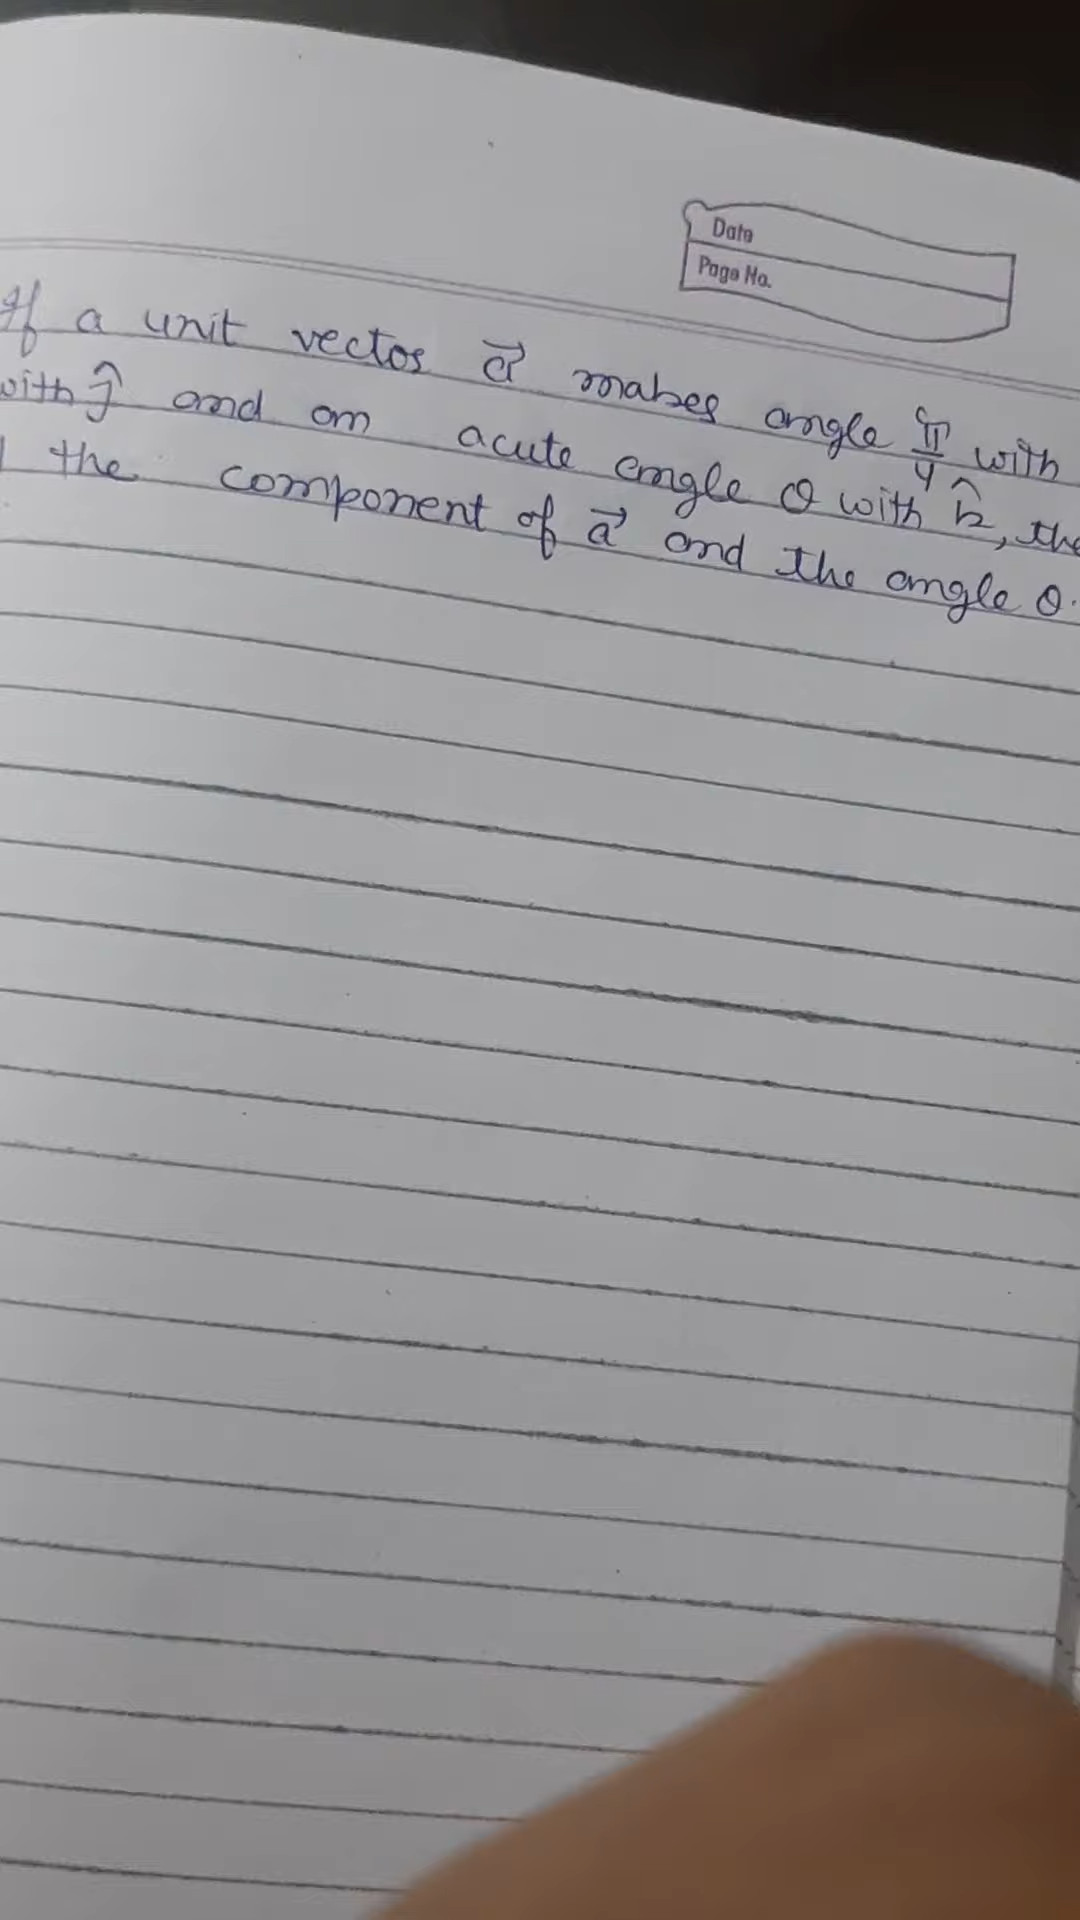 Date
Page No.
If a unit vector a⃗ makes angle π/4 with
with ĵ and an acute angle θ with k̂, the
the component of a⃗ and the angle θ.